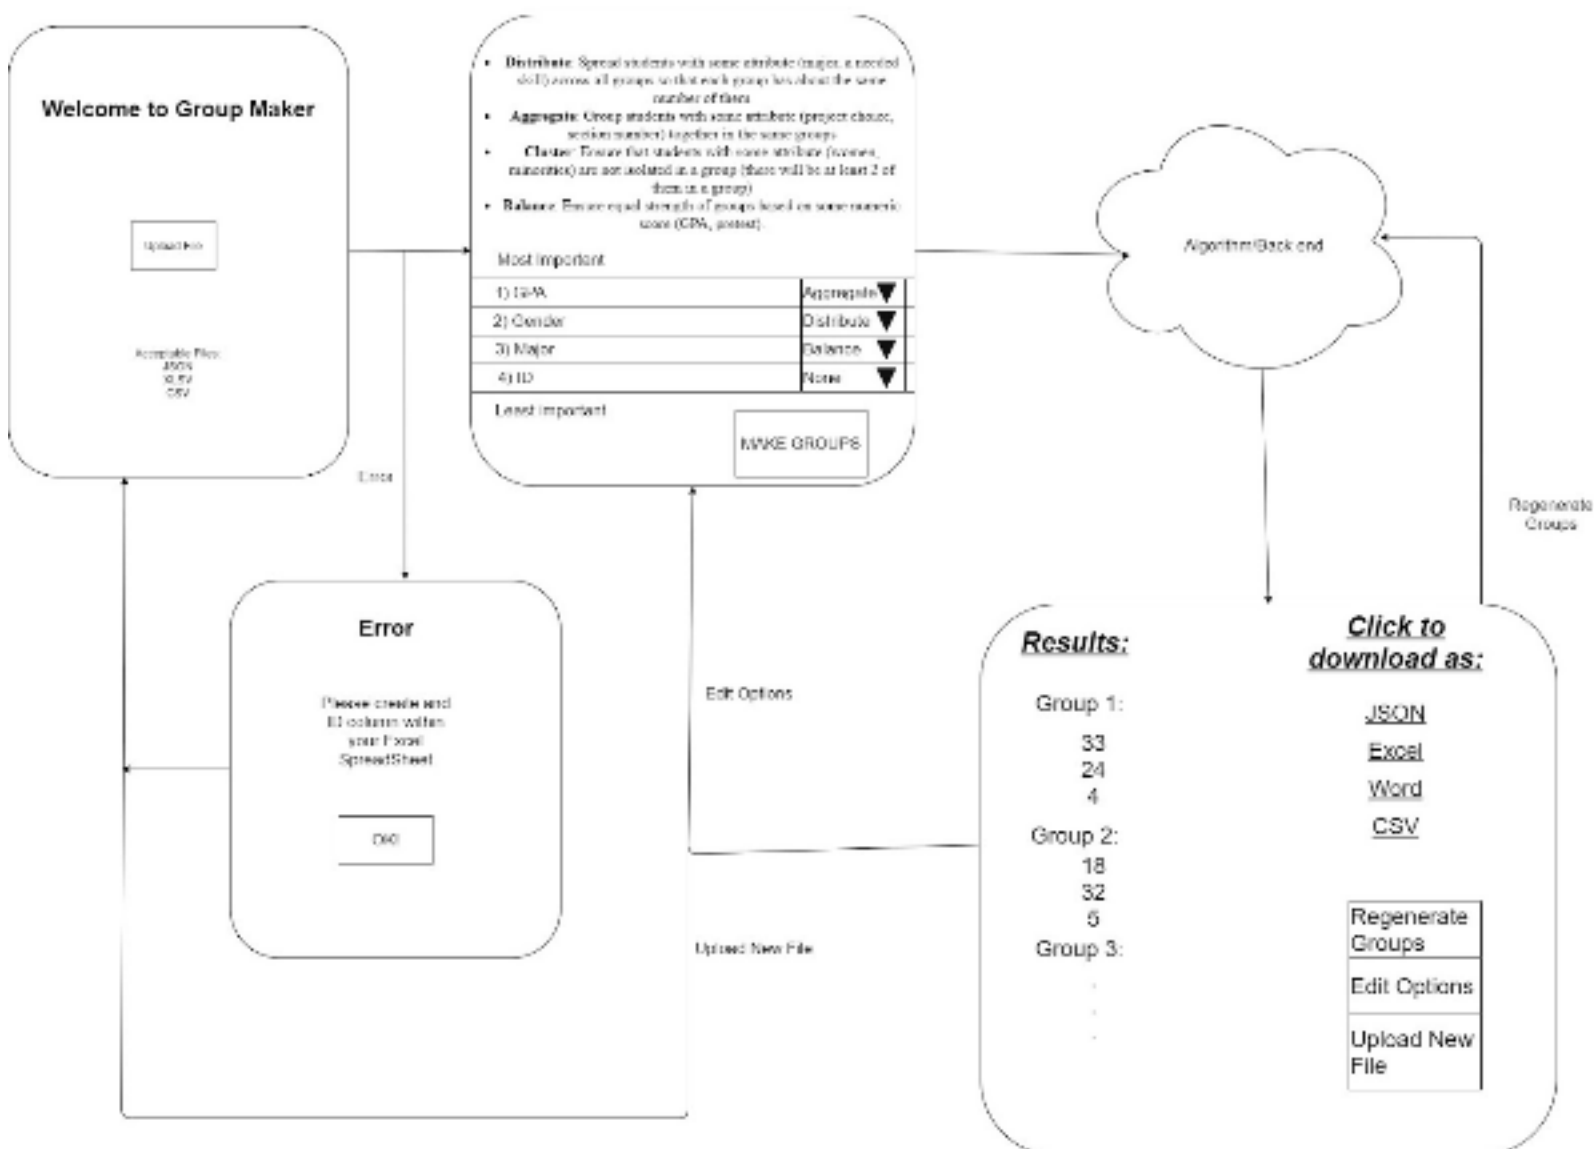 Welcome to Group Maker
Upload File
Acceptable Files:
JSON
CSV
• Distribute: Spread students with some attribute (major, a needed
skill) across all groups so that each group has about the same
number of them
• Aggregate: Group students with some attribute (project choice,
section number) together in the same groups
• Cluster: Ensure that students with some attribute (women,
minorities) are not isolated in a group (there will be at least 2 of
them in a group)
• Balance: Ensure equal strength of groups based on some numeric
score (GPA, pretest).
Most Important
1) GPA Aggregate
2) Gender Distribute
3) Major Balance
4) ID None
Least Important
MAKE GROUPS
Algorithm/Back end
Error
Regenerate
Groups
Error
Please create and
ID column within
your Excel
SpreadSheet
Edit Options
Upload New File
Results:
Group 1:
33
24
4
Group 2:
18
32
5
Group 3:
.
.
.
Click to
download as:
JSON
Excel
Word
CSV
Regenerate
Groups
Edit Options
Upload New
File